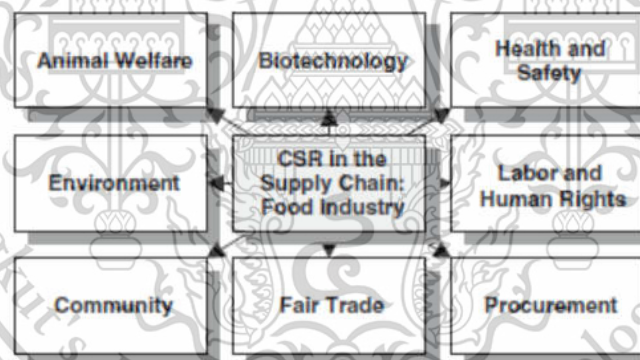 Animal Welfare
Biotechnology
Health and
Safety
Environment
CSR in the
Supply Chain:
Food Industry
Labor and
Human Rights
Community
Fair Trade
Procurement